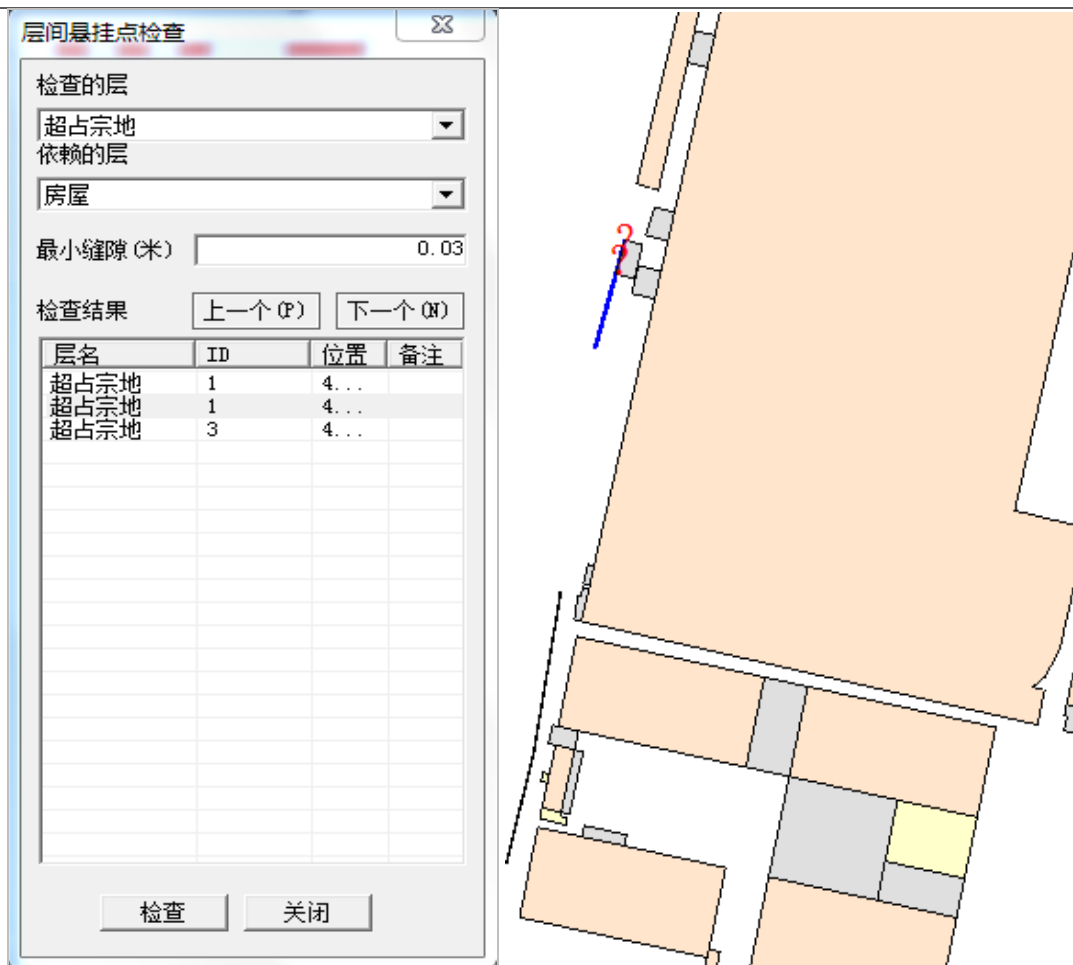 层间悬挂点检查
检查的层
超占宗地
依赖的层
房屋
最小缝隙(米) 0.03
检查结果 上一个(P) 下一个(N)
层名 ID 位置 备注
超占宗地 1 4...
超占宗地 1 4...
超占宗地 3 4...
检查 关闭
?
?